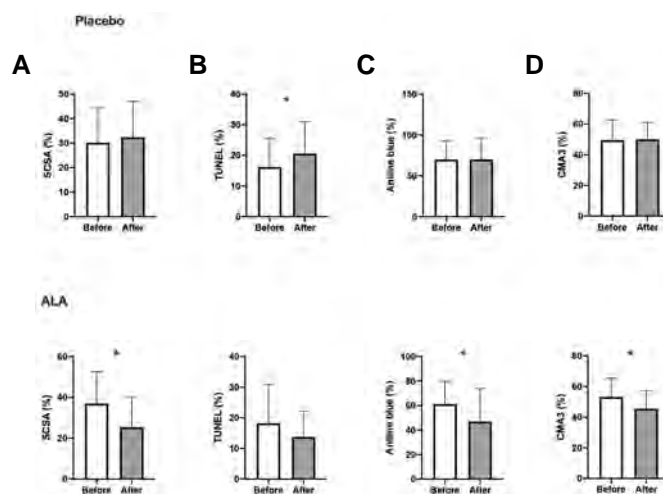 Placebo
A B C D
50
40
30
20
10
0
SCSA (%)
Before After
40
30
20
10
0
TUNEL (%)
*
Before After
150
100
50
0
Aniline blue (%)
Before After
80
60
40
20
0
CMA3 (%)
Before After
ALA
60
40
20
0
SCSA (%)
*
Before After
40
30
20
10
0
TUNEL (%)
Before After
100
80
60
40
20
0
Aniline blue (%)
*
Before After
80
60
40
20
0
CMA3 (%)
*
Before After